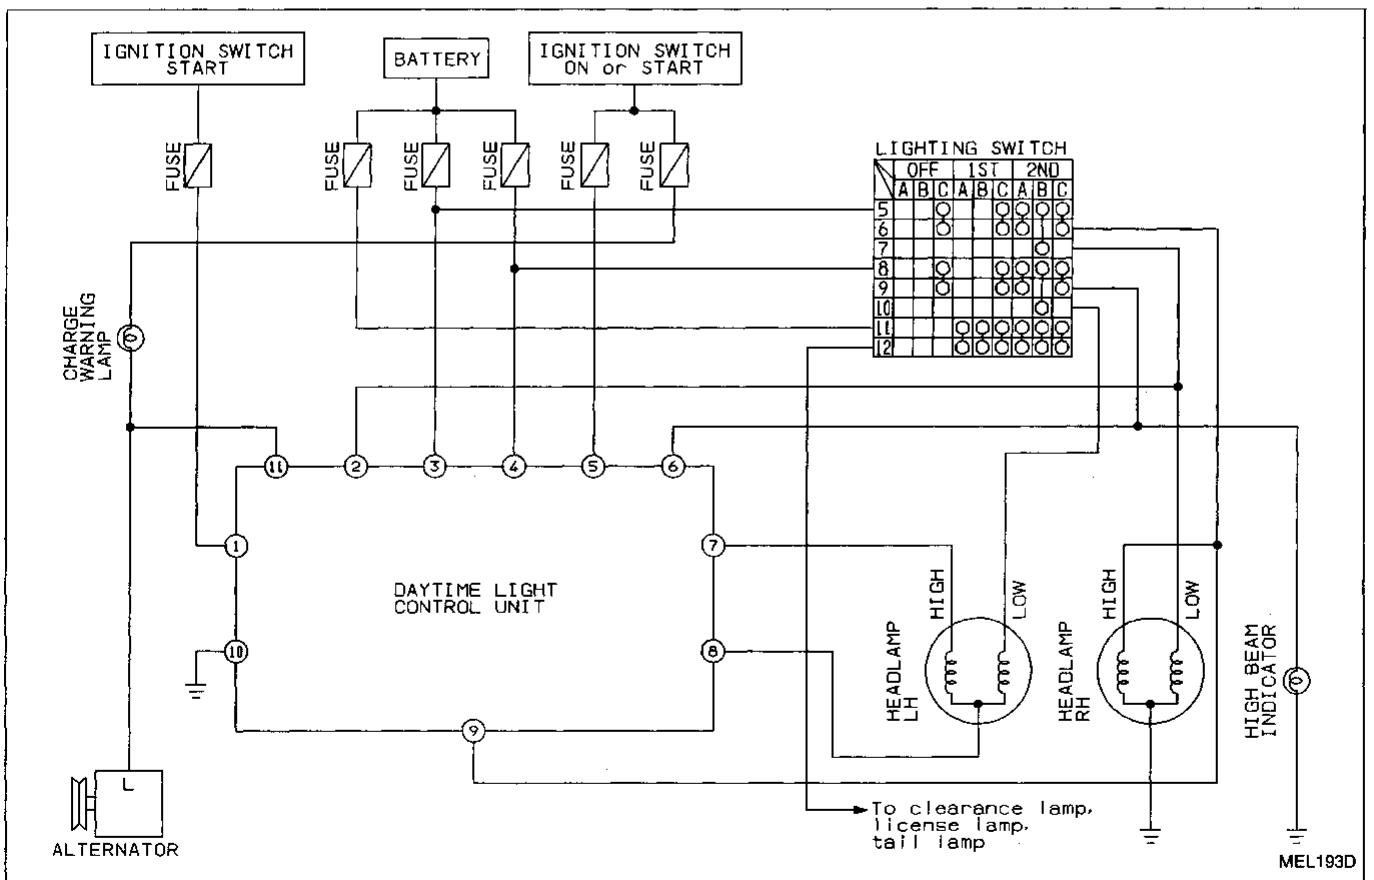 IGNITION SWITCH
START
BATTERY
IGNITION SWITCH
ON or START
FUSE
FUSE
FUSE
FUSE
FUSE
FUSE
LIGHTING SWITCH
OFF 1ST 2ND
A B C A B C A B C
5
6
7
8
9
10
11
12
CHARGE
WARNING
LAMP
11 2 3 4 5 6
1
7
DAYTIME LIGHT
CONTROL UNIT
10
8
9
HIGH
LOW
HEADLAMP
LH
HIGH
LOW
HEADLAMP
RH
HIGH BEAM
INDICATOR
L
ALTERNATOR
To clearance lamp,
license lamp,
tail lamp
MEL193D